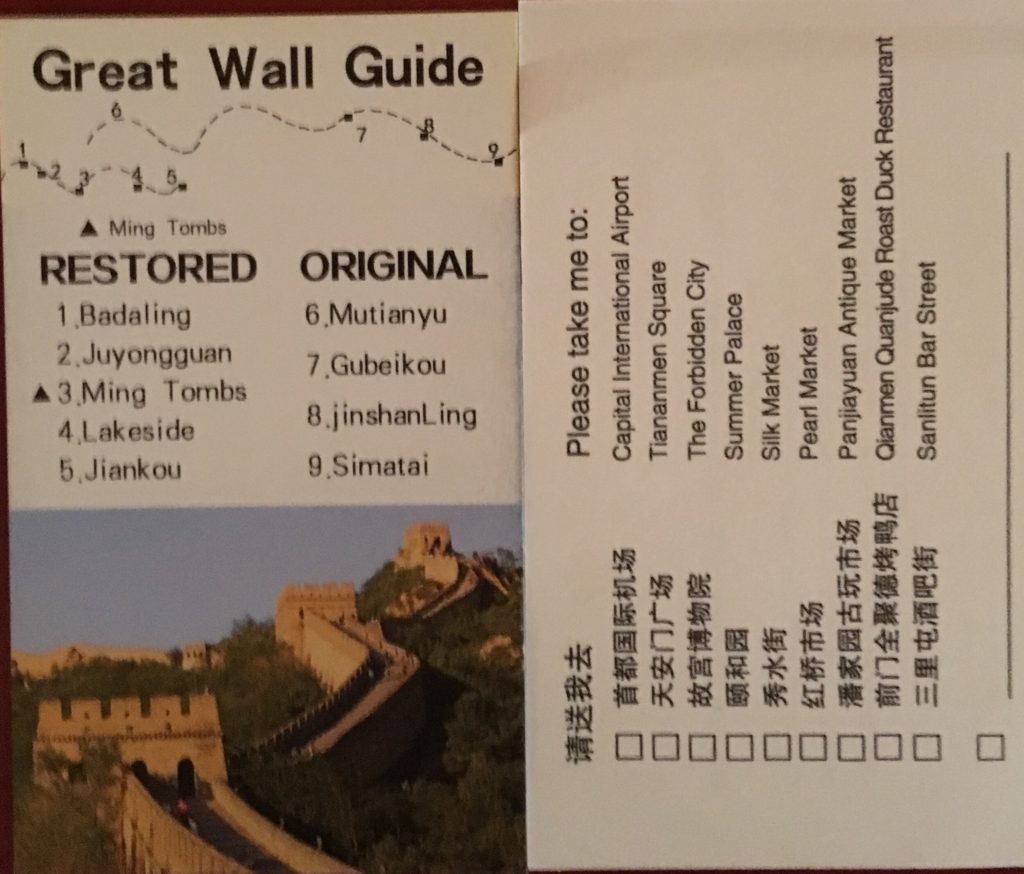 Great Wall Guide
6
7
8
9
1
2
3
4
5
▲ Ming Tombs
RESTORED
1.Badaling
2.Juyongguan
▲3.Ming Tombs
4.Lakeside
5.Jiankou
ORIGINAL
6.Mutianyu
7.Gubeikou
8.jinshanLing
9.Simatai
请送我去 Please take me to:
□ 首都国际机场 Capital International Airport
□ 天安门广场 Tiananmen Square
□ 故宫博物院 The Forbidden City
□ 颐和园 Summer Palace
□ 秀水街 Silk Market
□ 红桥市场 Pearl Market
□ 潘家园古玩市场 Panjiayuan Antique Market
□ 前门全聚德烤鸭店 Qianmen Quanjude Roast Duck Restaurant
□ 三里屯酒吧街 Sanlitun Bar Street
□